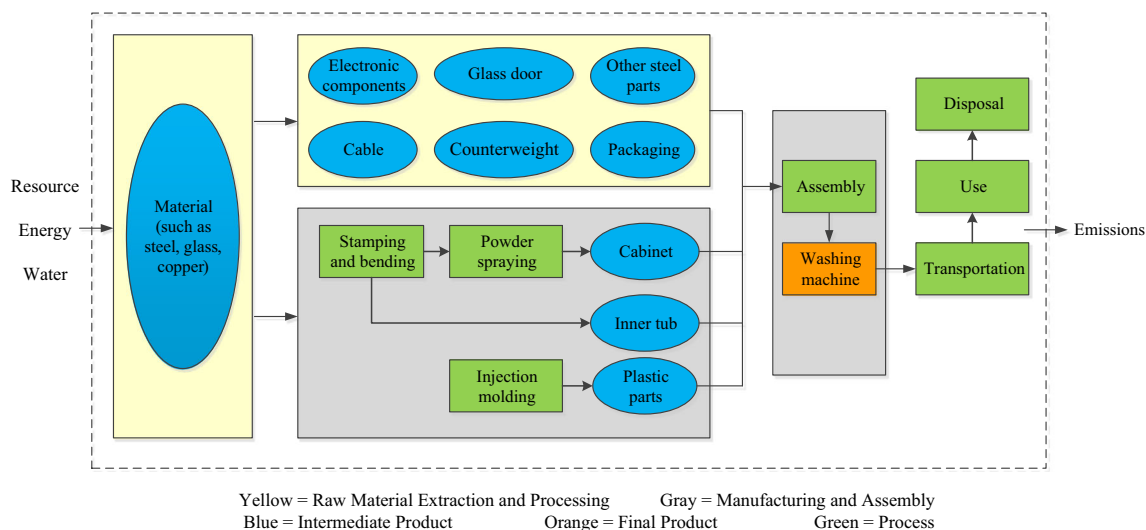 Resource
Energy
Water
Material
(such as
steel, glass,
copper)
Electronic
components
Glass door
Other steel
parts
Cable
Counterweight
Packaging
Stamping
and bending
Powder
spraying
Cabinet
Inner tub
Injection
molding
Plastic
parts
Assembly
Washing
machine
Disposal
Use
Transportation
Emissions
Yellow = Raw Material Extraction and Processing
Gray = Manufacturing and Assembly
Blue = Intermediate Product
Orange = Final Product
Green = Process